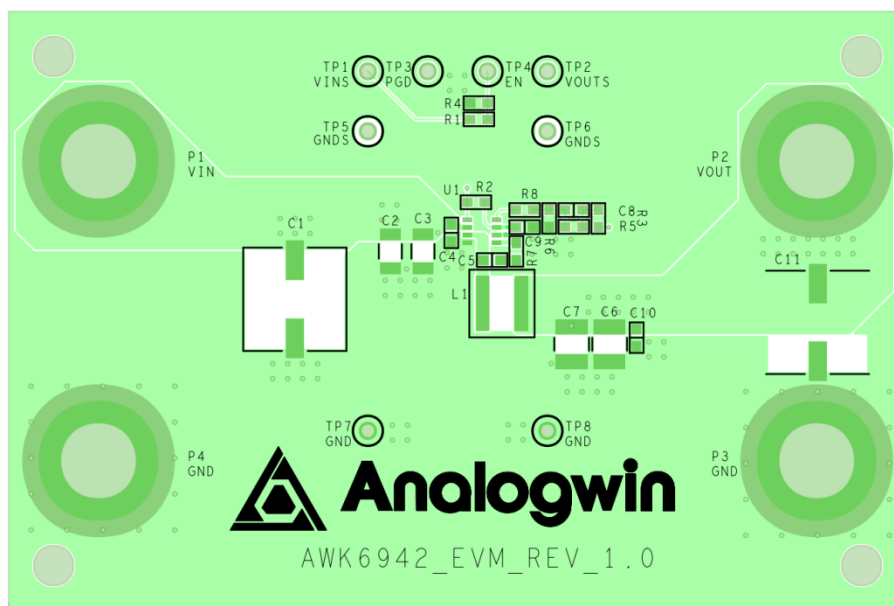 TP1
VINS
TP3
PGD
TP4
EN
TP2
VOUTS
R4
R1
TP5
GNDS
TP6
GNDS
P1
VIN
P2
VOUT
U1
R2
R8
C8
R3
R5
C1
C2
C3
C4
C5
C9
R7
R6
C11
L1
C7
C6
C10
TP7
GND
TP8
GND
P4
GND
P3
GND
Analogwin
AWK6942_EVM_REV_1.0